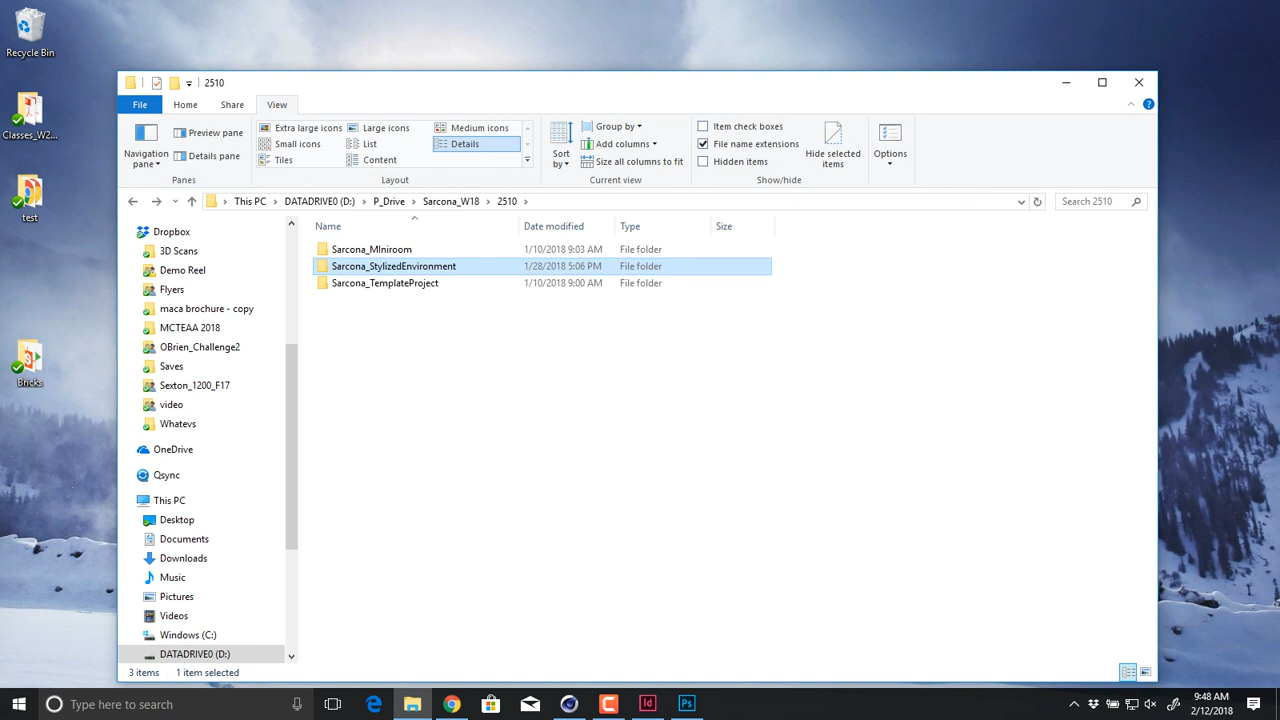 Recycle Bin
Classes_W2...
test
Bricks
2510
File Home Share View
Navigation pane
Preview pane
Details pane
Panes
Extra large icons Large icons Medium icons
Small icons List Details
Tiles Content
Layout
Sort by
Group by
Add columns
Size all columns to fit
Current view
Item check boxes
File name extensions
Hidden items
Hide selected items
Show/hide
Options
This PC DATADRIVE0 (D:) P_Drive Sarcona_W18 2510
Search 2510
Dropbox
3D Scans
Demo Reel
Flyers
maca brochure - copy
MCTEAA 2018
OBrien_Challenge2
Saves
Sexton_1200_F17
video
Whatevs
OneDrive
Qsync
This PC
Desktop
Documents
Downloads
Music
Pictures
Videos
Windows (C:)
DATADRIVE0 (D:)
Name Date modified Type Size
Sarcona_MIniroom 1/10/2018 9:03 AM File folder
Sarcona_StylizedEnvironment 1/28/2018 5:06 PM File folder
Sarcona_TemplateProject 1/10/2018 9:00 AM File folder
3 items 1 item selected
Type here to search
Id
Ps
9:48 AM
2/12/2018